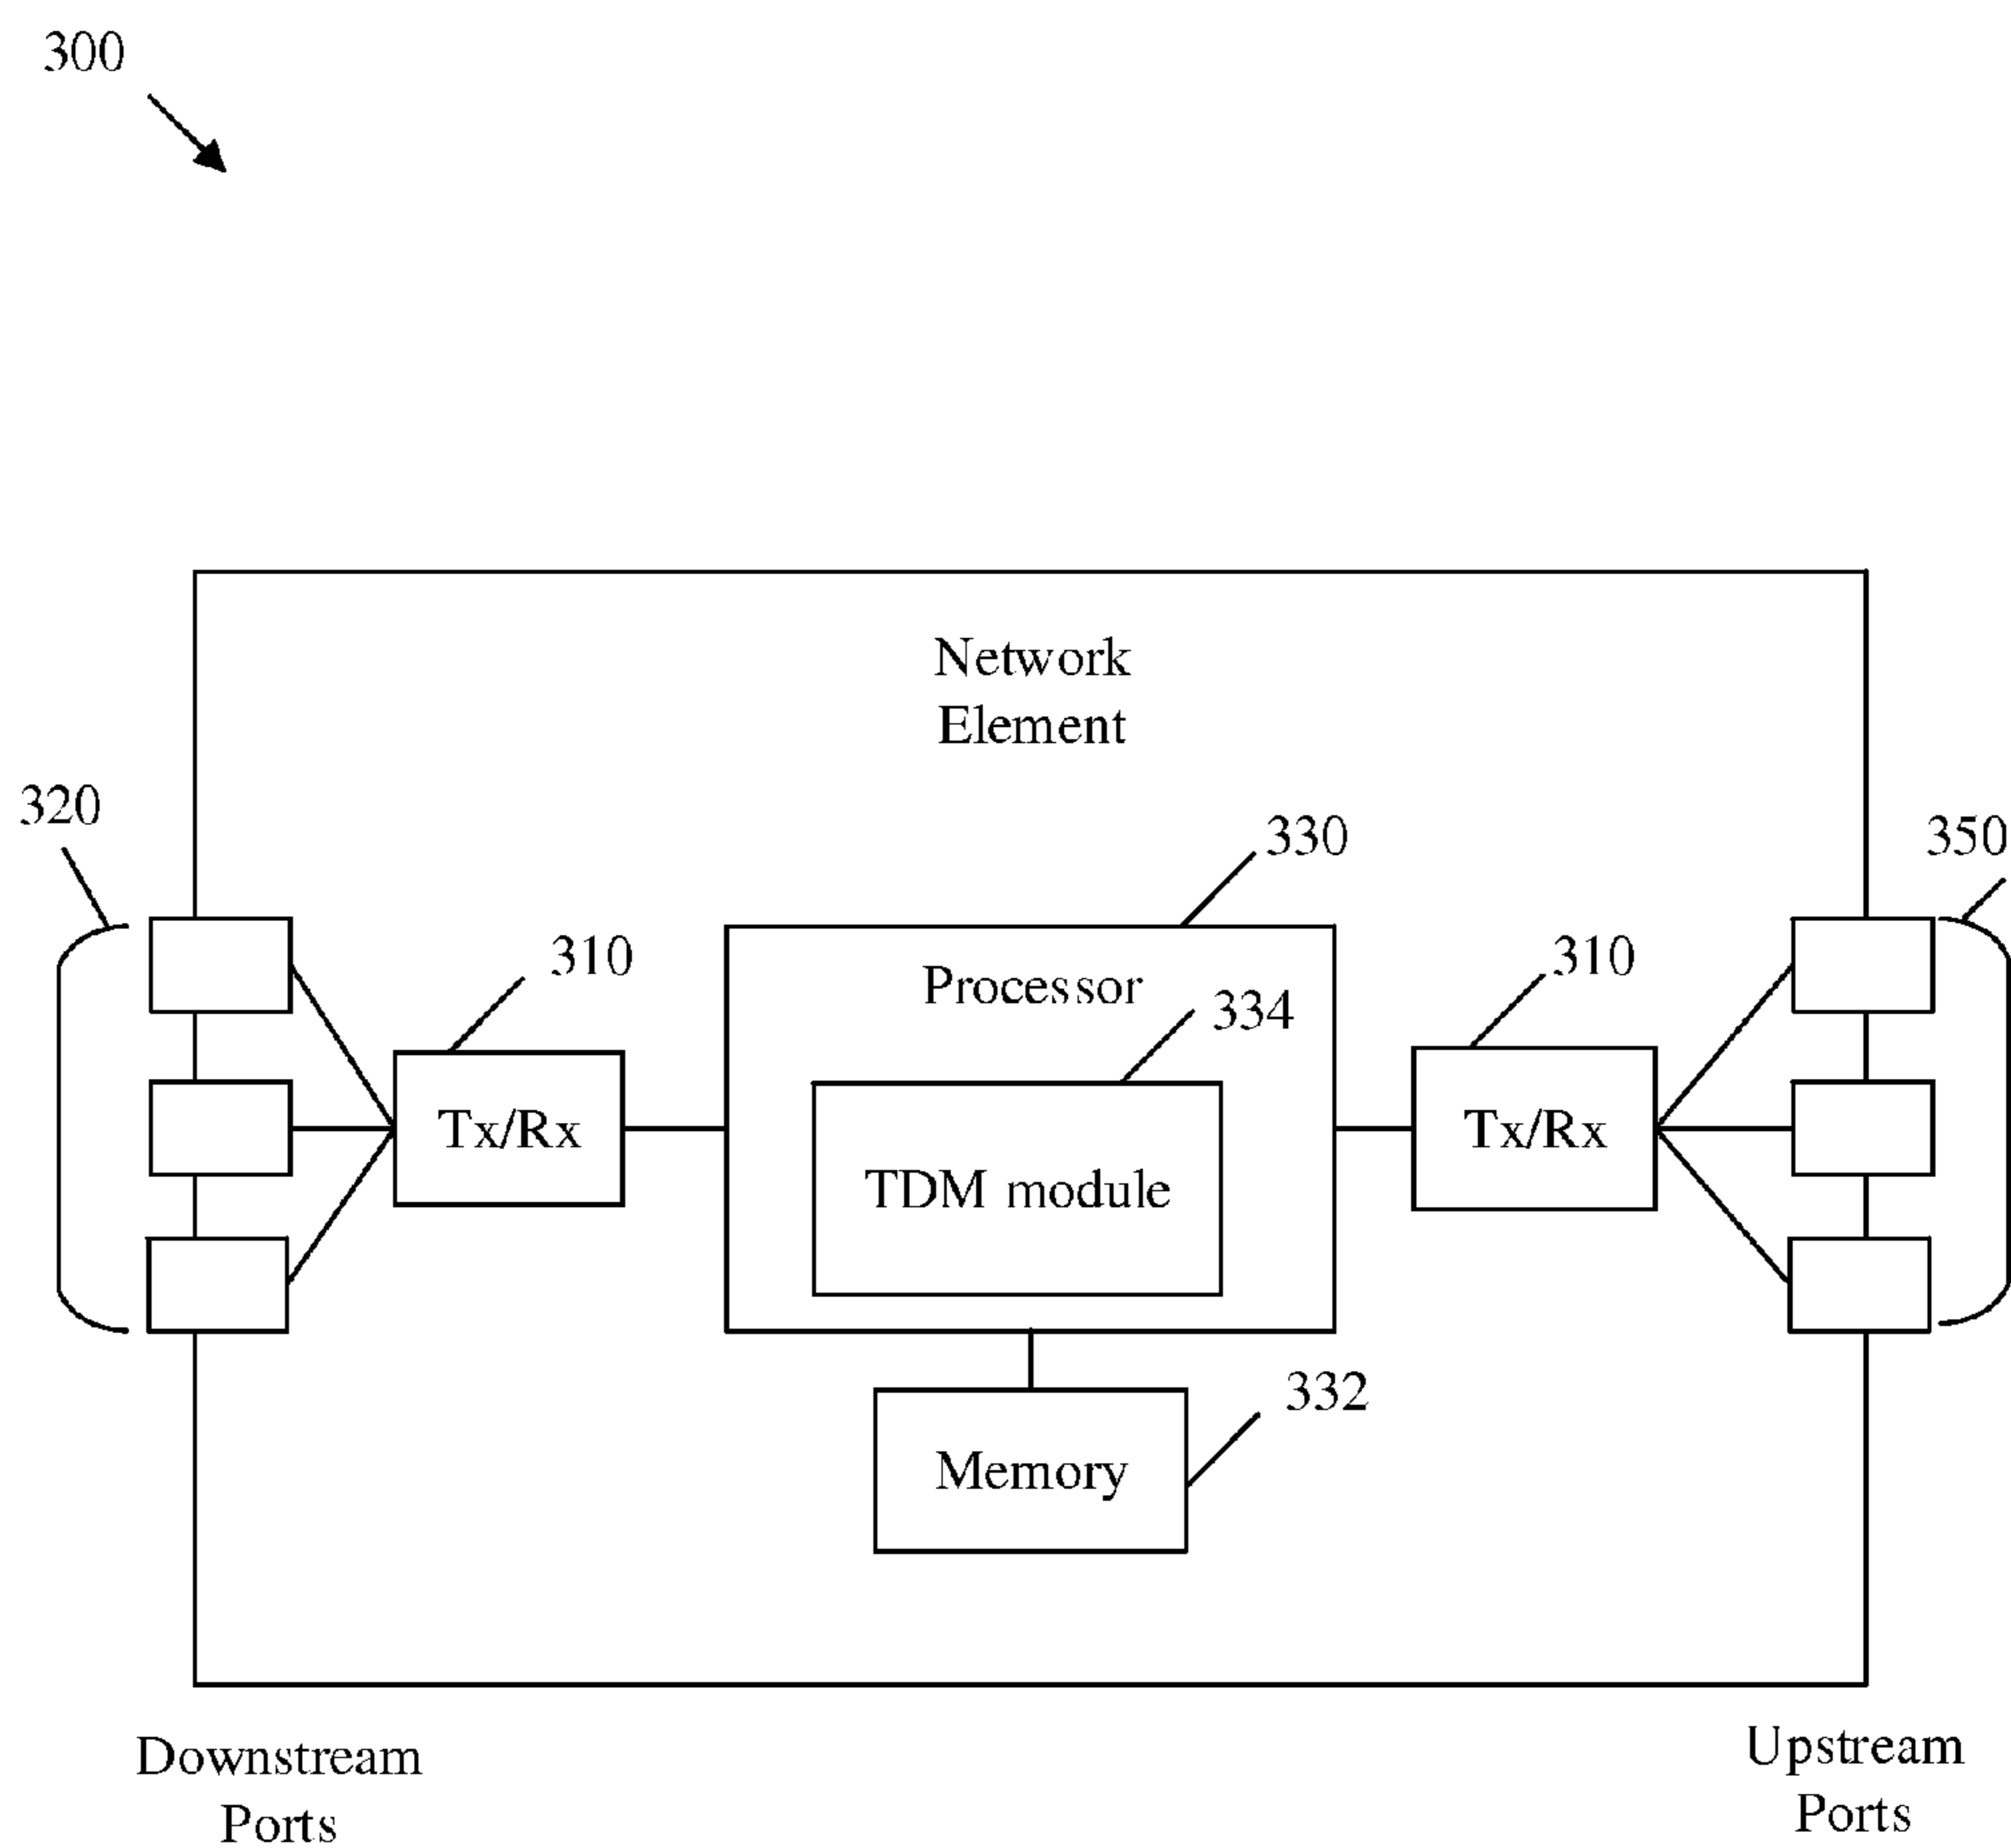 300
Network
Element
320
330
350
310
Processor
310
334
Tx/Rx
Tx/Rx
TDM module
332
Memory
Downstream
Ports
Upstream
Ports